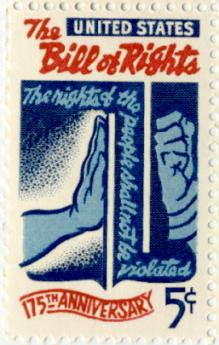 UNITED STATES
The
Bill of Rights
The rights of the
people shall not be
violated
175TH ANNIVERSARY
5¢